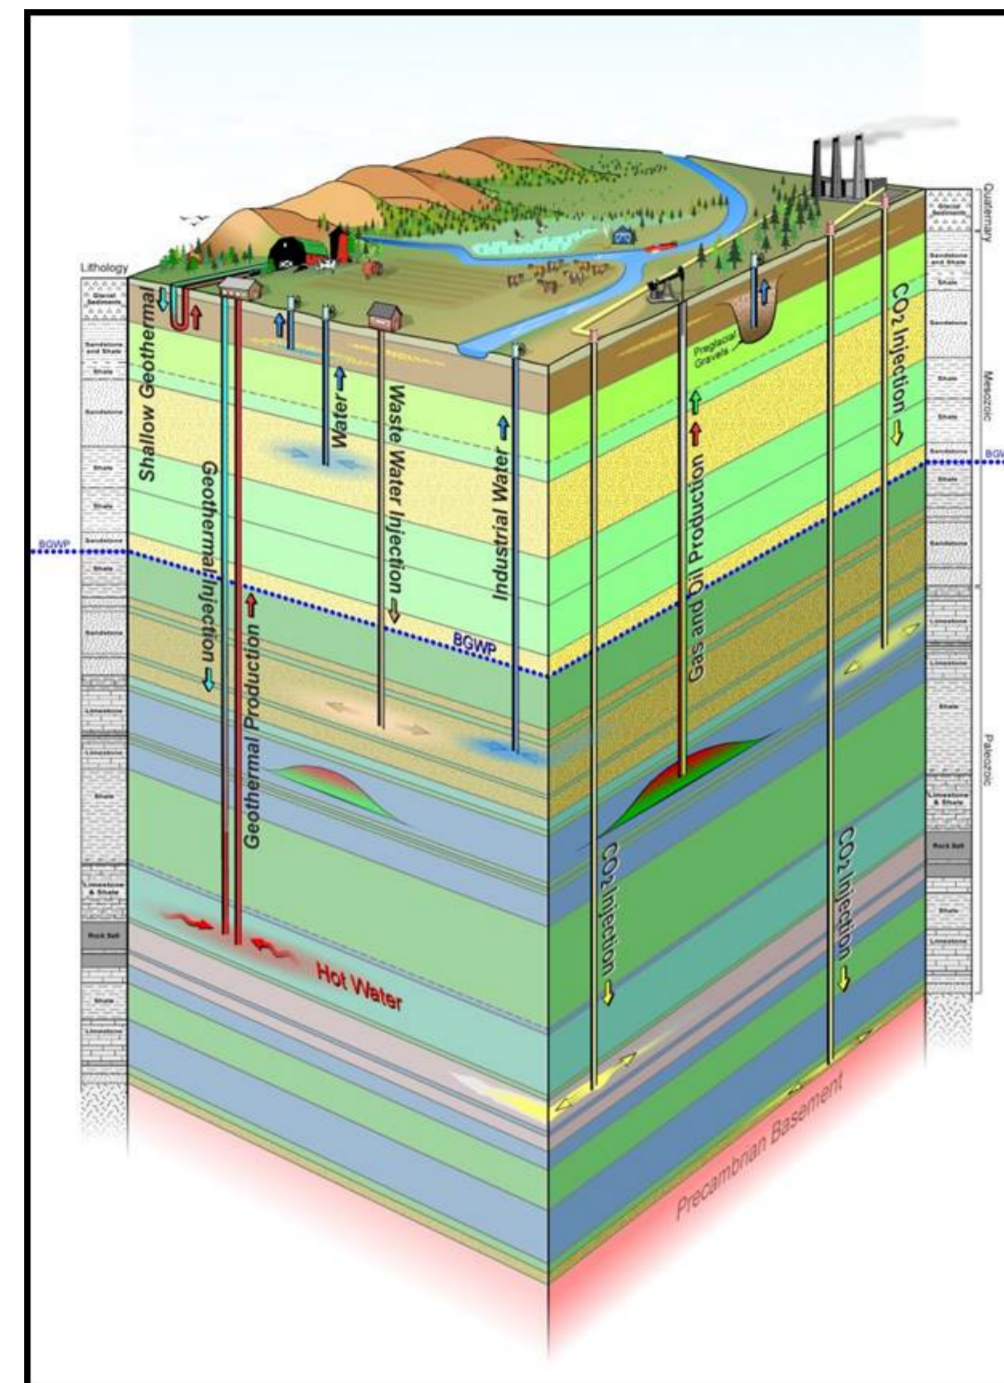 Lithology
Glacial
Sediments
Sandstone
and Shale
Shale
Sandstone
Shale
Shale
Sandstone
Shale
Sandstone
Limestone
Limestone
Shale
Limestone
& Shale
Rock Salt
Shale
Limestone
BGWP
Shallow Geothermal
Geothermal Injection
Geothermal Production
Water
Waste Water Injection
Industrial Water
BGWP
Hot Water
Preglacial
Gravels
Gas and Oil Production
CO2 Injection
CO2 Injection
CO2 Injection
Precambrian Basement
Glacial
Sediments
Sandstone
and Shale
Shale
Sandstone
Shale
Shale
Sandstone
Shale
Sandstone
Limestone
Limestone
Shale
Limestone
& Shale
Rock Salt
Shale
Limestone
Quaternary
Mesozoic
Paleozoic